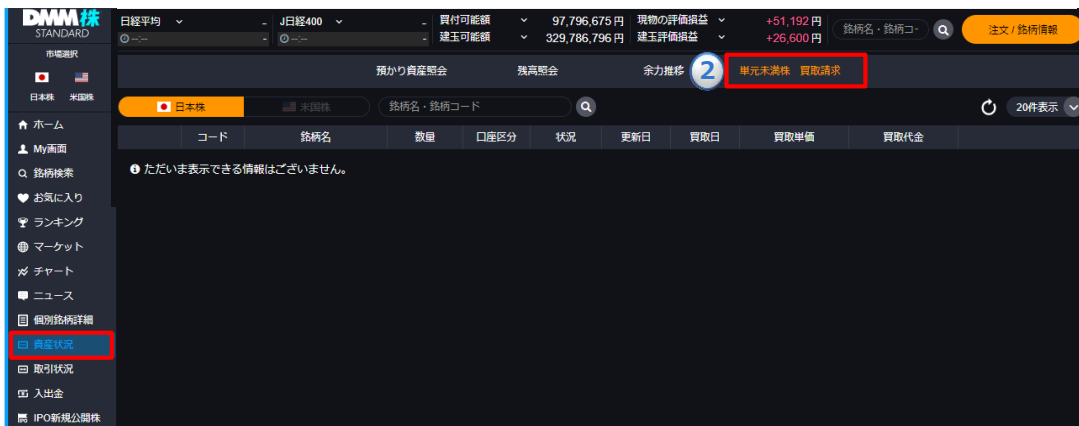 DMM株
STANDARD
市場選択
日本株 米国株
ホーム
My画面
銘柄検索
お気に入り
ランキング
マーケット
チャート
ニュース
個別銘柄詳細
資産状況
取引状況
入出金
IPO新規公開株
日経平均 - J日経400 - 買付可能額 97,796,675円 現物の評価損益 +51,192円
--:-- - --:-- - 建玉可能額 329,786,796円 建玉評価損益 +26,600円
銘柄名・銘柄コー
注文 / 銘柄情報
預かり資産照会 残高照会 余力推移 2 単元未満株 買取請求
日本株 米国株 銘柄名・銘柄コード 20件表示
コード 銘柄名 数量 口座区分 状況 更新日 買取日 買取単価 買取代金
ただいま表示できる情報はございません。